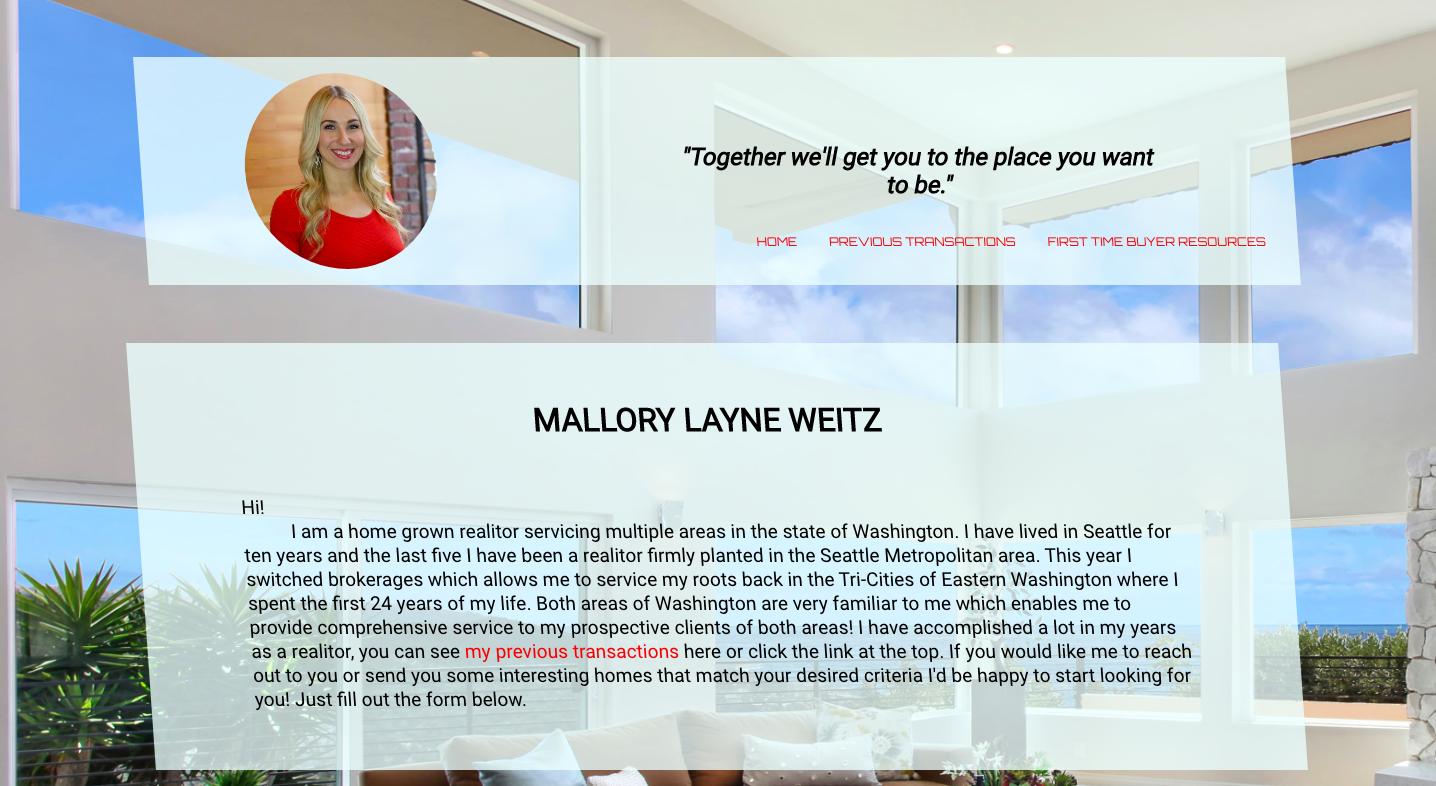 "Together we'll get you to the place you want
to be."
HOME PREVIOUS TRANSACTIONS FIRST TIME BUYER RESOURCES
MALLORY LAYNE WEITZ
Hi!
I am a home grown realitor servicing multiple areas in the state of Washington. I have lived in Seattle for
ten years and the last five I have been a realitor firmly planted in the Seattle Metropolitan area. This year I
switched brokerages which allows me to service my roots back in the Tri-Cities of Eastern Washington where I
spent the first 24 years of my life. Both areas of Washington are very familiar to me which enables me to
provide comprehensive service to my prospective clients of both areas! I have accomplished a lot in my years
as a realitor, you can see my previous transactions here or click the link at the top. If you would like me to reach
out to you or send you some interesting homes that match your desired criteria I'd be happy to start looking for
you! Just fill out the form below.